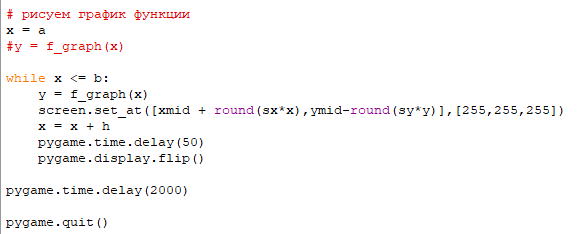 # рисуем график функции
x = a
#y = f_graph(x)
while x <= b:
y = f_graph(x)
screen.set_at([xmid + round(sx*x),ymid-round(sy*y)],[255,255,255])
x = x + h
pygame.time.delay(50)
pygame.display.flip()
pygame.time.delay(2000)
pygame.quit()